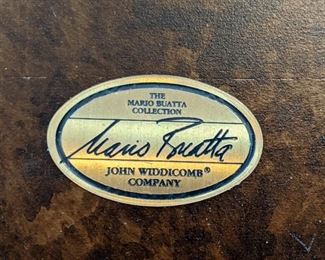 THE
MARIO BUATTA
COLLECTION
Mario Buatta
JOHN WIDDICOMB®
COMPANY